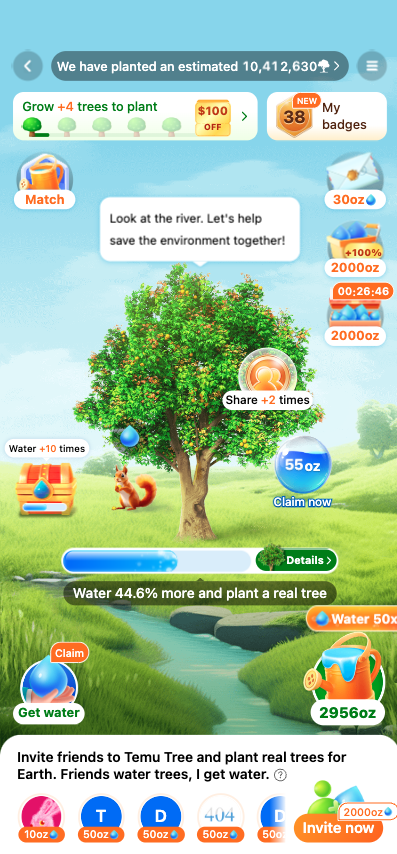 We have planted an estimated 10,412,630
Grow +4 trees to plant
$100
OFF
NEW
38
My
badges
Match
30oz
Look at the river. Let's help
save the environment together!
+100%
2000oz
00:26:46
2000oz
Share +2 times
Water +10 times
55oz
Claim now
Details
Water 44.6% more and plant a real tree
Water 50x
Claim
Get water
2956oz
Invite friends to Temu Tree and plant real trees for
Earth. Friends water trees, I get water. ?
T
D
404
D
10oz
50oz
50oz
50oz
50oz
2000oz
Invite now